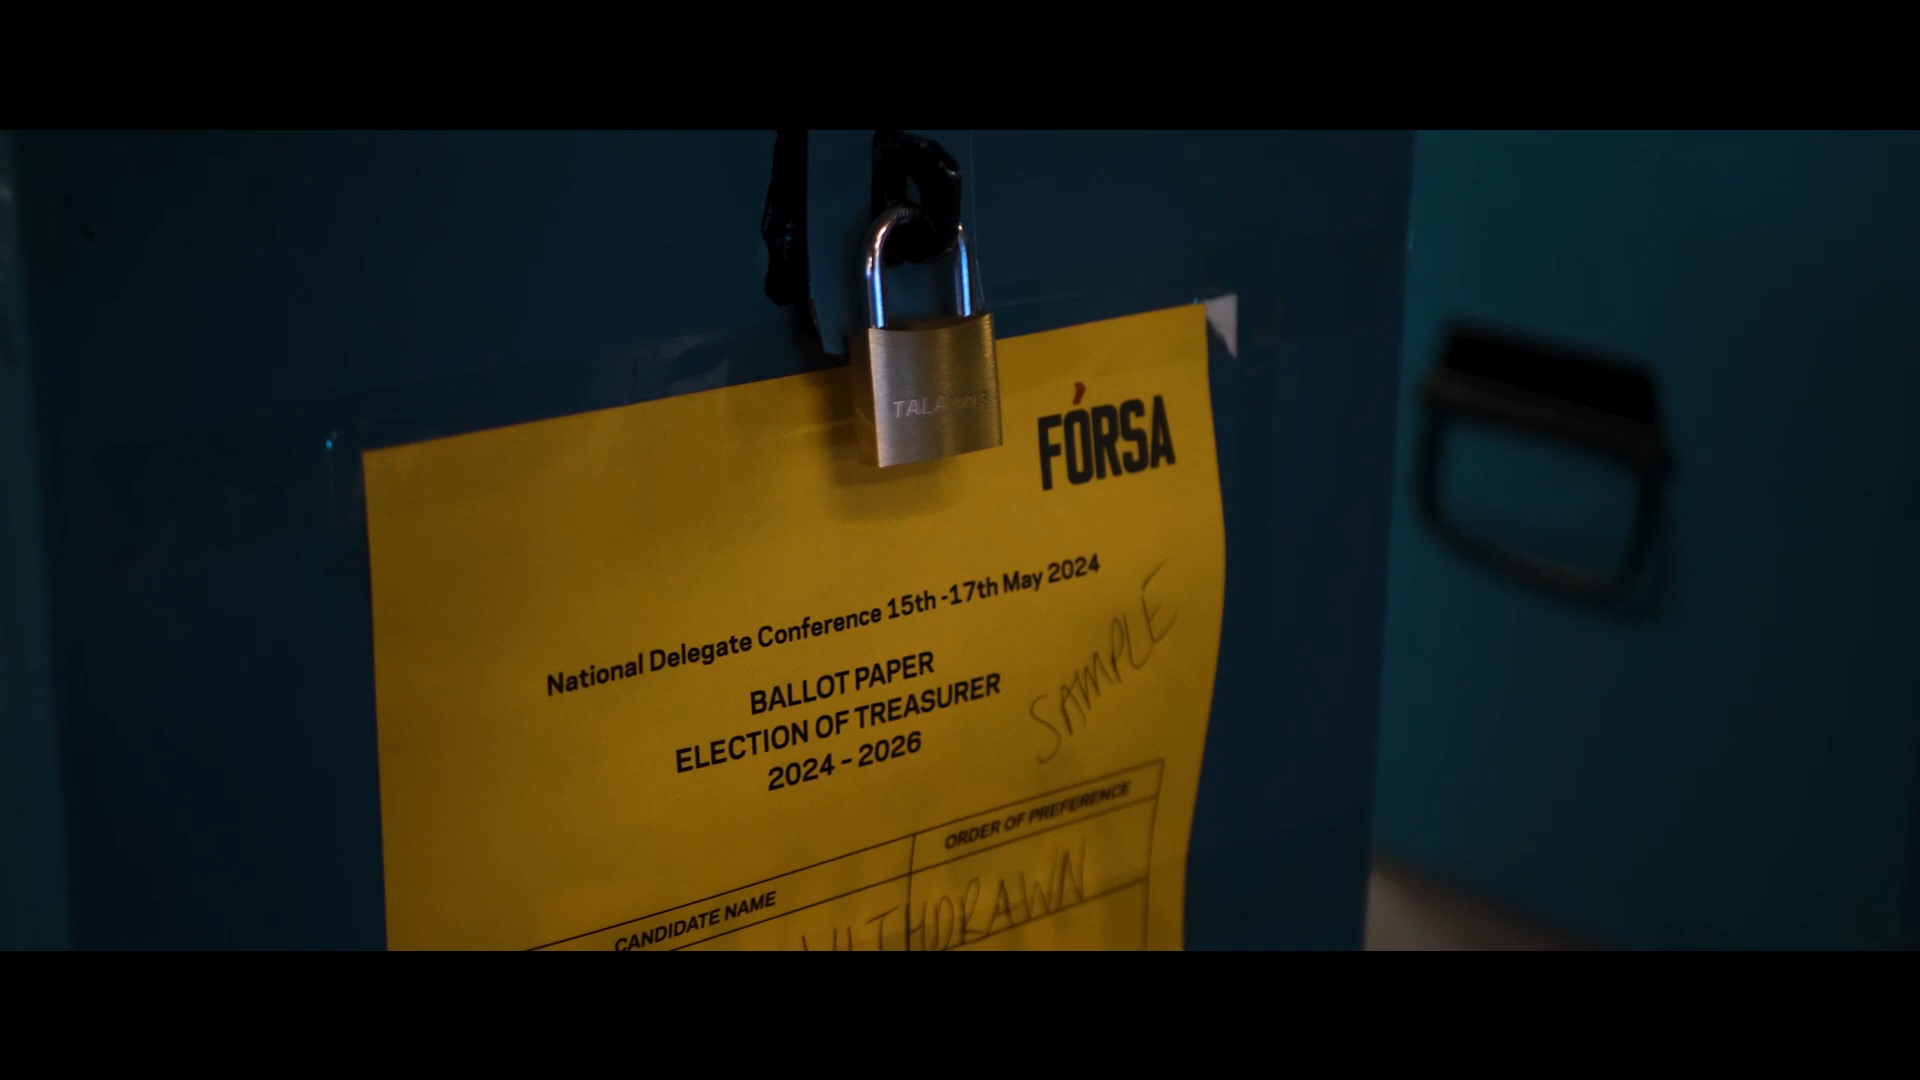 FÓRSA
National Delegate Conference 15th -17th May 2024
BALLOT PAPER
ELECTION OF TREASURER
2024 - 2026
SAMPLE
ORDER OF PREFERENCE
CANDIDATE NAME
WITHDRAWN